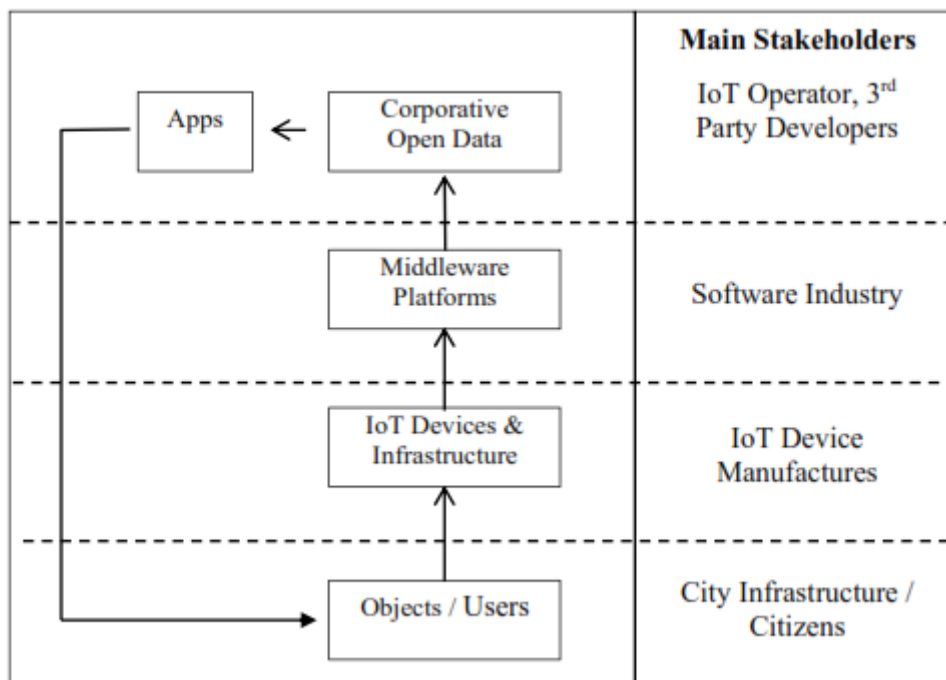 Main Stakeholders
Apps
Corporative
Open Data
IoT Operator, 3rd
Party Developers
Middleware
Platforms
Software Industry
IoT Devices &
Infrastructure
IoT Device
Manufactures
Objects / Users
City Infrastructure /
Citizens